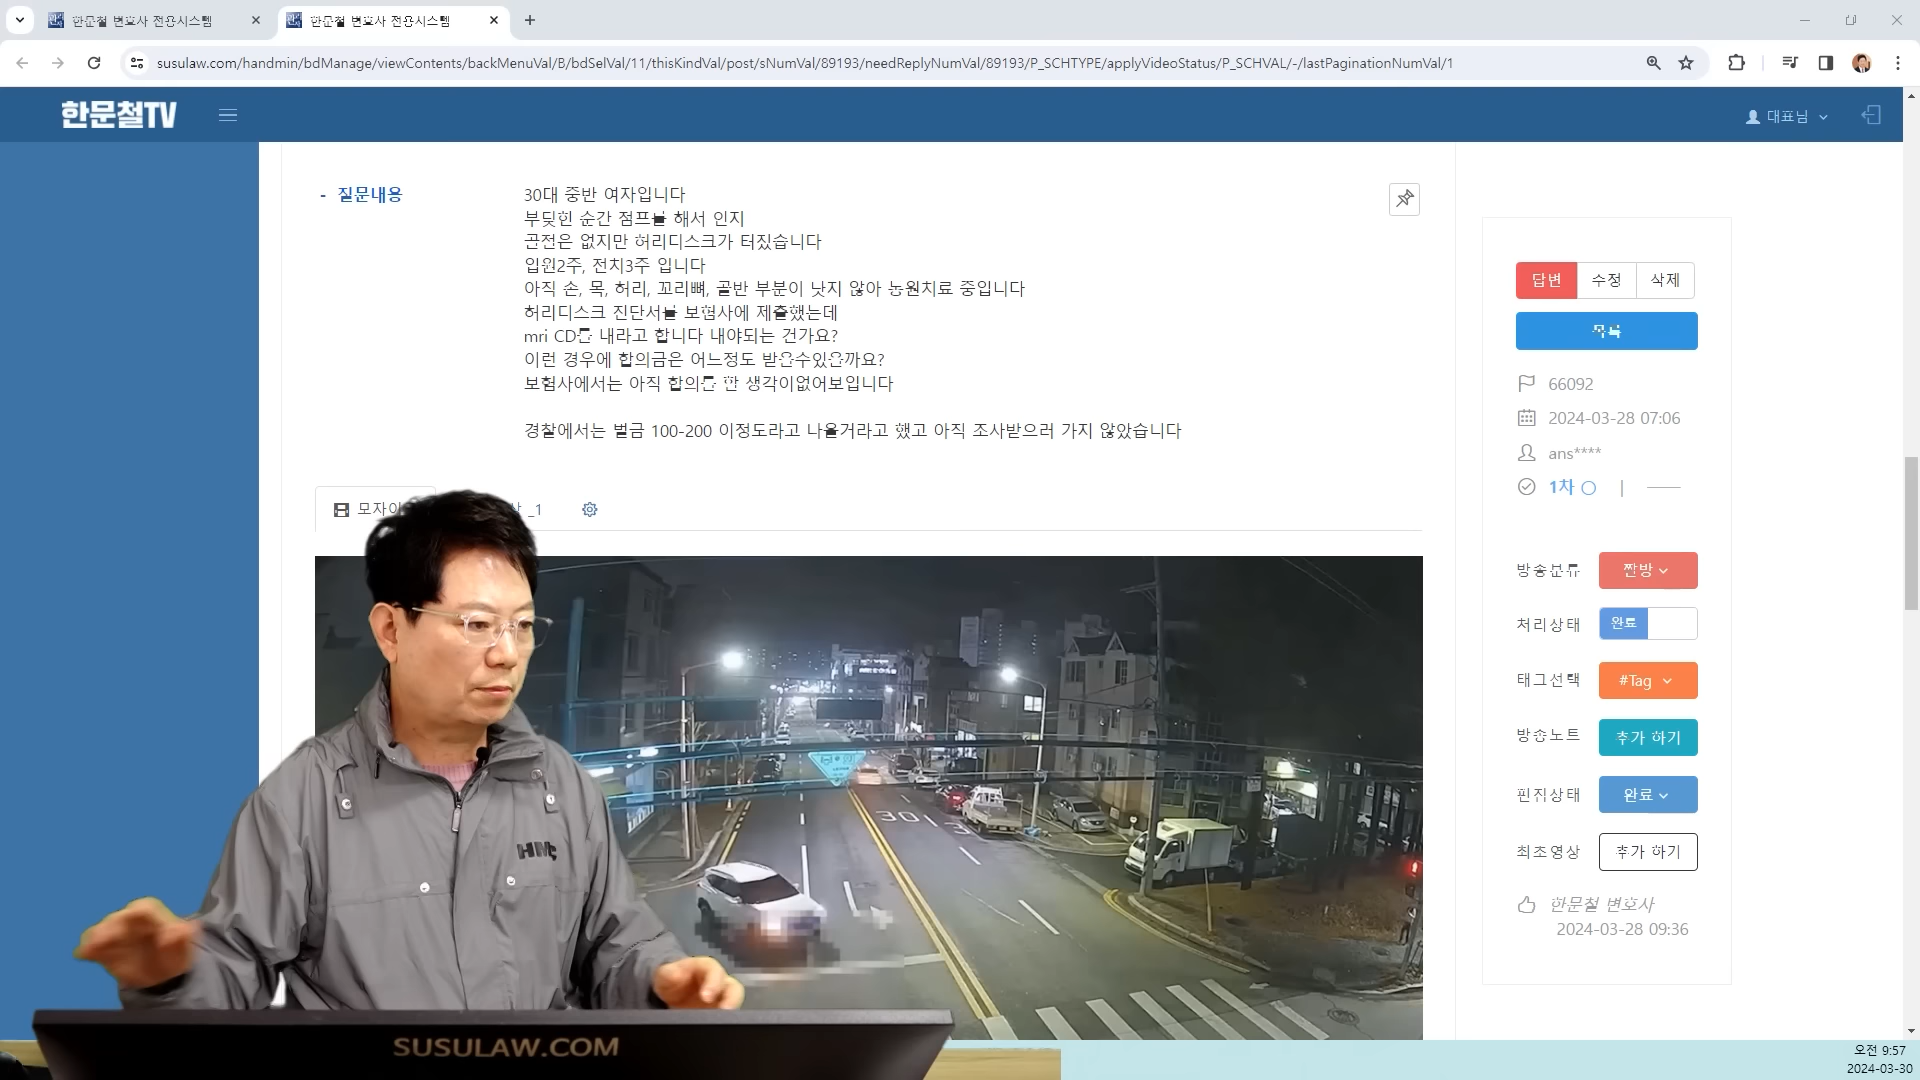 한문철 변호사 전용시스템
한문철 변호사 전용시스템
susulaw.com/handmin/bdManage/viewContents/backMenuVal/B/bdSelVal/11/thisKindVal/post/sNumVal/89193/needReplyNumVal/89193/P_SCHTYPE/applyVideoStatus/P_SCHVAL/-/lastPaginationNumVal/1
한문철TV
대표님
- 질문내용
30대 중반 여자입니다
부딪힌 순간 점프를 해서 인지
골절은 없지만 허리디스크가 터졌습니다
입원2주, 전치3주 입니다
아직 손, 목, 허리, 꼬리뼈, 골반 부분이 낫지 않아 통원치료 중입니다
허리디스크 진단서를 보험사에 제출했는데
mri CD를 내라고 합니다 내야되는 건가요?
이런 경우에 합의금은 어느정도 받을수있을까요?
보험사에서는 아직 합의를 할 생각이없어보입니다
경찰에서는 벌금 100-200 이정도라고 나올거라고 했고 아직 조사받으러 가지 않았습니다
모자이
상 _1
답변
수정
삭제
목록
66092
2024-03-28 07:06
ans****
1차 ○ | ——
방송분류 짠방
처리상태 완료
태그선택 #Tag
방송노트 추가 하기
편집상태 완료
최초영상 추가 하기
한문철 변호사
2024-03-28 09:36
30
SUSULAW.COM
오전 9:57
2024-03-30